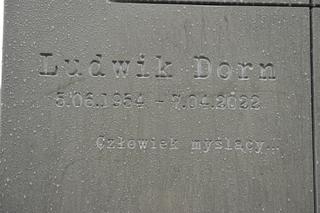 Ludwik Dorn
5.06.1954 - 7.04.2022
Człowiek myślący...